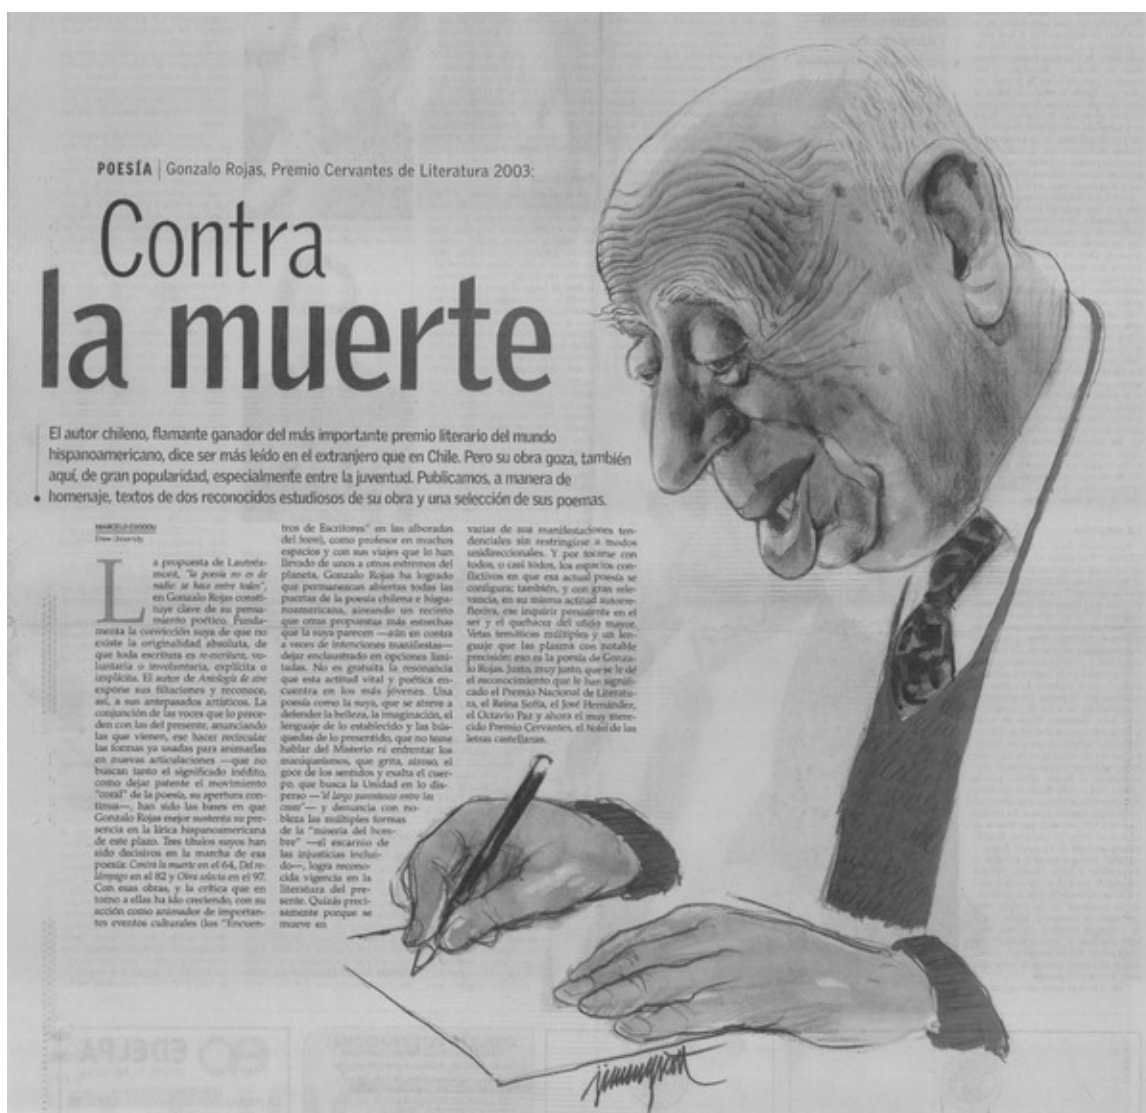 POESÍA | Gonzalo Rojas, Premio Cervantes de Literatura 2003:
Contra
la muerte
El autor chileno, flamante ganador del más importante premio literario del mundo
hispanoamericano, dice ser más leído en el extranjero que en Chile. Pero su obra goza, también
aquí, de gran popularidad, especialmente entre la juventud. Publicamos, a manera de
homenaje, textos de dos reconocidos estudiosos de su obra y una selección de sus poemas.
Drew University
La propuesta de Lautréa-
mont, "la poesía no es de
nadie: se hace entre todos",
en Gonzalo Rojas consti-
tuye clave de su pensa-
miento poético. Funda-
menta la convicción suya de que no
existe la originalidad absoluta, de
que toda escritura es re-escritura, vo-
luntaria o involuntaria, explícita o
implícita. El autor de Antología de aire
expone sus filiaciones y reconoce,
así, a sus antepasados artísticos. La
conjunción de las voces que lo prece-
den con las del presente, anunciando
las que vienen, ese hacer recircular
las formas ya usadas para animarlas
en nuevas articulaciones —que no
buscan tanto el significado inédito,
como dejar patente el movimiento
"coral" de la poesía, su apertura con-
tinua—, han sido las bases en que
Gonzalo Rojas mejor sustenta su pre-
sencia en la lírica hispanoamericana
de este plazo. Tres títulos suyos han
sido decisivos en la marcha de esa
poesía: Contra la muerte en el 64, Del re-
lámpago en el 82 y Obra selecta en el 97.
Con esas obras, y la crítica que en
torno a ellas ha ido creciendo, con su
acción como animador de importan-
tes eventos culturales (los "Encuen-
tros de Escritores" en las alboradas
del boom), como profesor en muchos
espacios y con sus viajes que lo han
llevado de unos a otros extremos del
planeta, Gonzalo Rojas ha logrado
que permanezcan abiertas todas las
puertas de la poesía chilena e hispa-
noamericana, aireando un recinto
que otras propuestas más estrechas
que la suya parecen —aún en contra
a veces de intenciones manifiestas—
dejar enclaustrado en opciones limi-
tadas. No es gratuita la resonancia
que esta actitud vital y poética en-
cuentra en los más jóvenes. Una
poesía como la suya, que se atreve a
defender la belleza, la imaginación, el
lenguaje de lo establecido y las bús-
quedas de lo presentido, que no teme
hablar del Misterio ni enfrentar los
maniqueísmos, que grita, airoso, el
goce de los sentidos y exalta el cuer-
po, que busca la Unidad en lo dis-
perso —"el largo parentesco entre las
cosas"— y denuncia con no-
bleza las múltiples formas
de la "miseria del hom-
bre" —el escarnio de
las injusticias inclui-
do—, logra recono-
cida vigencia en la
literatura del pre-
sente. Quizás preci-
samente porque se
mueve en
varias de sus manifestaciones ten-
denciales sin restringirse a modos
unidireccionales. Y por tocarse con
todos, o casi todos, los espacios con-
flictivos en que esa actual poesía se
configura; también, y con gran rele-
vancia, en su misma actitud autorre-
flexiva, ese inquirir persistente en el
ser y el quehacer del oficio mayor.
Vetas temáticas múltiples y un len-
guaje que las plasma con notable
precisión: eso es la poesía de Gonza-
lo Rojas. Justo, muy justo, que se le dé
el reconocimiento que le han signifi-
cado el Premio Nacional de Literatu-
ra, el Reina Sofía, el José Hernández,
el Octavio Paz y ahora el muy mere-
cido Premio Cervantes, el Nobel de las
letras castellanas.
EDELPA